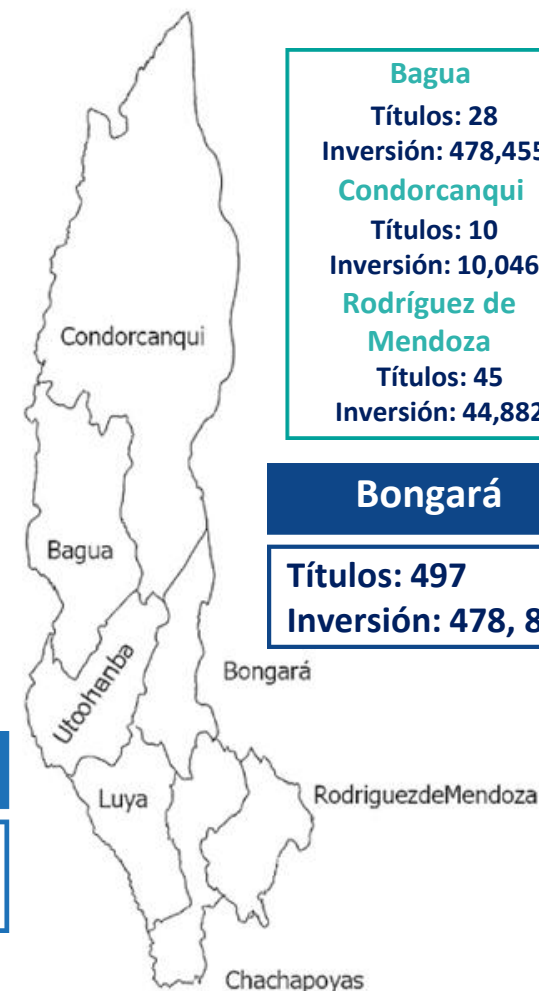 Bagua
Títulos: 28
Inversión: 478,455
Condorcanqui
Títulos: 10
Inversión: 10,046
Rodríguez de
Mendoza
Títulos: 45
Inversión: 44,882
Bongará
Títulos: 497
Inversión: 478, 8
Condorcanqui
Bagua
Utoohanba
Bongará
Luya
RodriguezdeMendoza
Chachapoyas